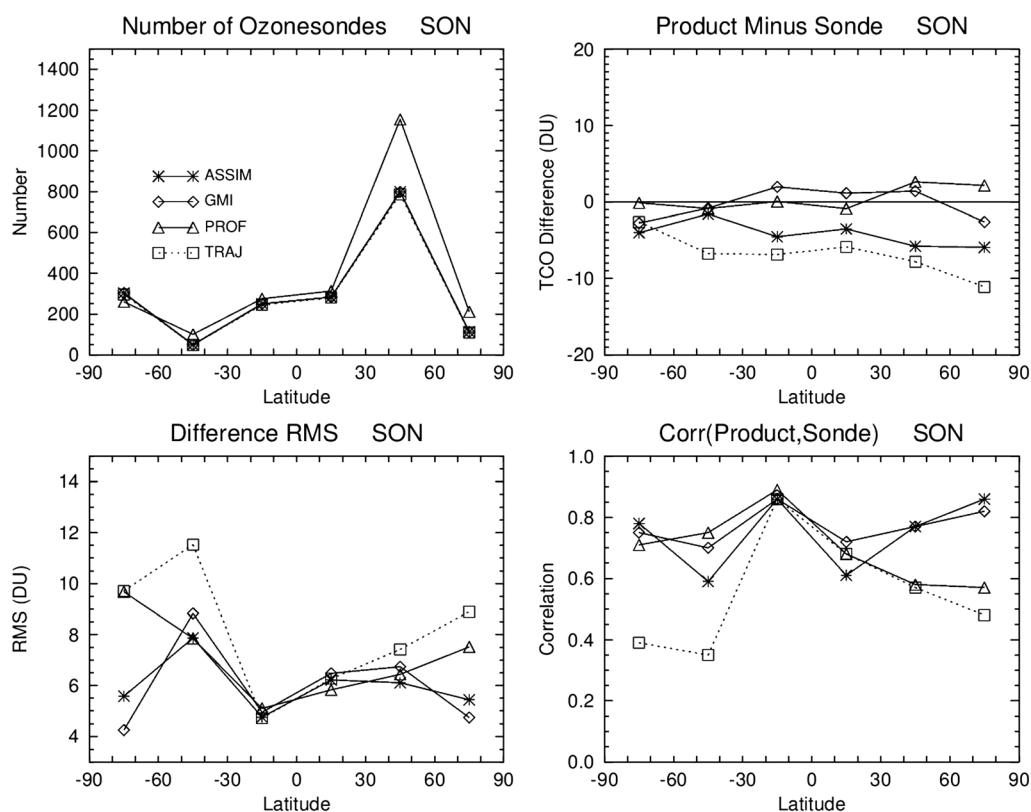 Number of Ozonesondes SON
1400
1200
1000
800
600
400
200
0
Number
ASSIM
GMI
PROF
TRAJ
-90 -60 -30 0 30 60 90
Latitude
Product Minus Sonde SON
20
10
0
-10
-20
TCO Difference (DU)
-90 -60 -30 0 30 60 90
Latitude
Difference RMS SON
14
12
10
8
6
4
RMS (DU)
-90 -60 -30 0 30 60 90
Latitude
Corr(Product,Sonde) SON
1.0
0.8
0.6
0.4
0.2
0.0
Correlation
-90 -60 -30 0 30 60 90
Latitude